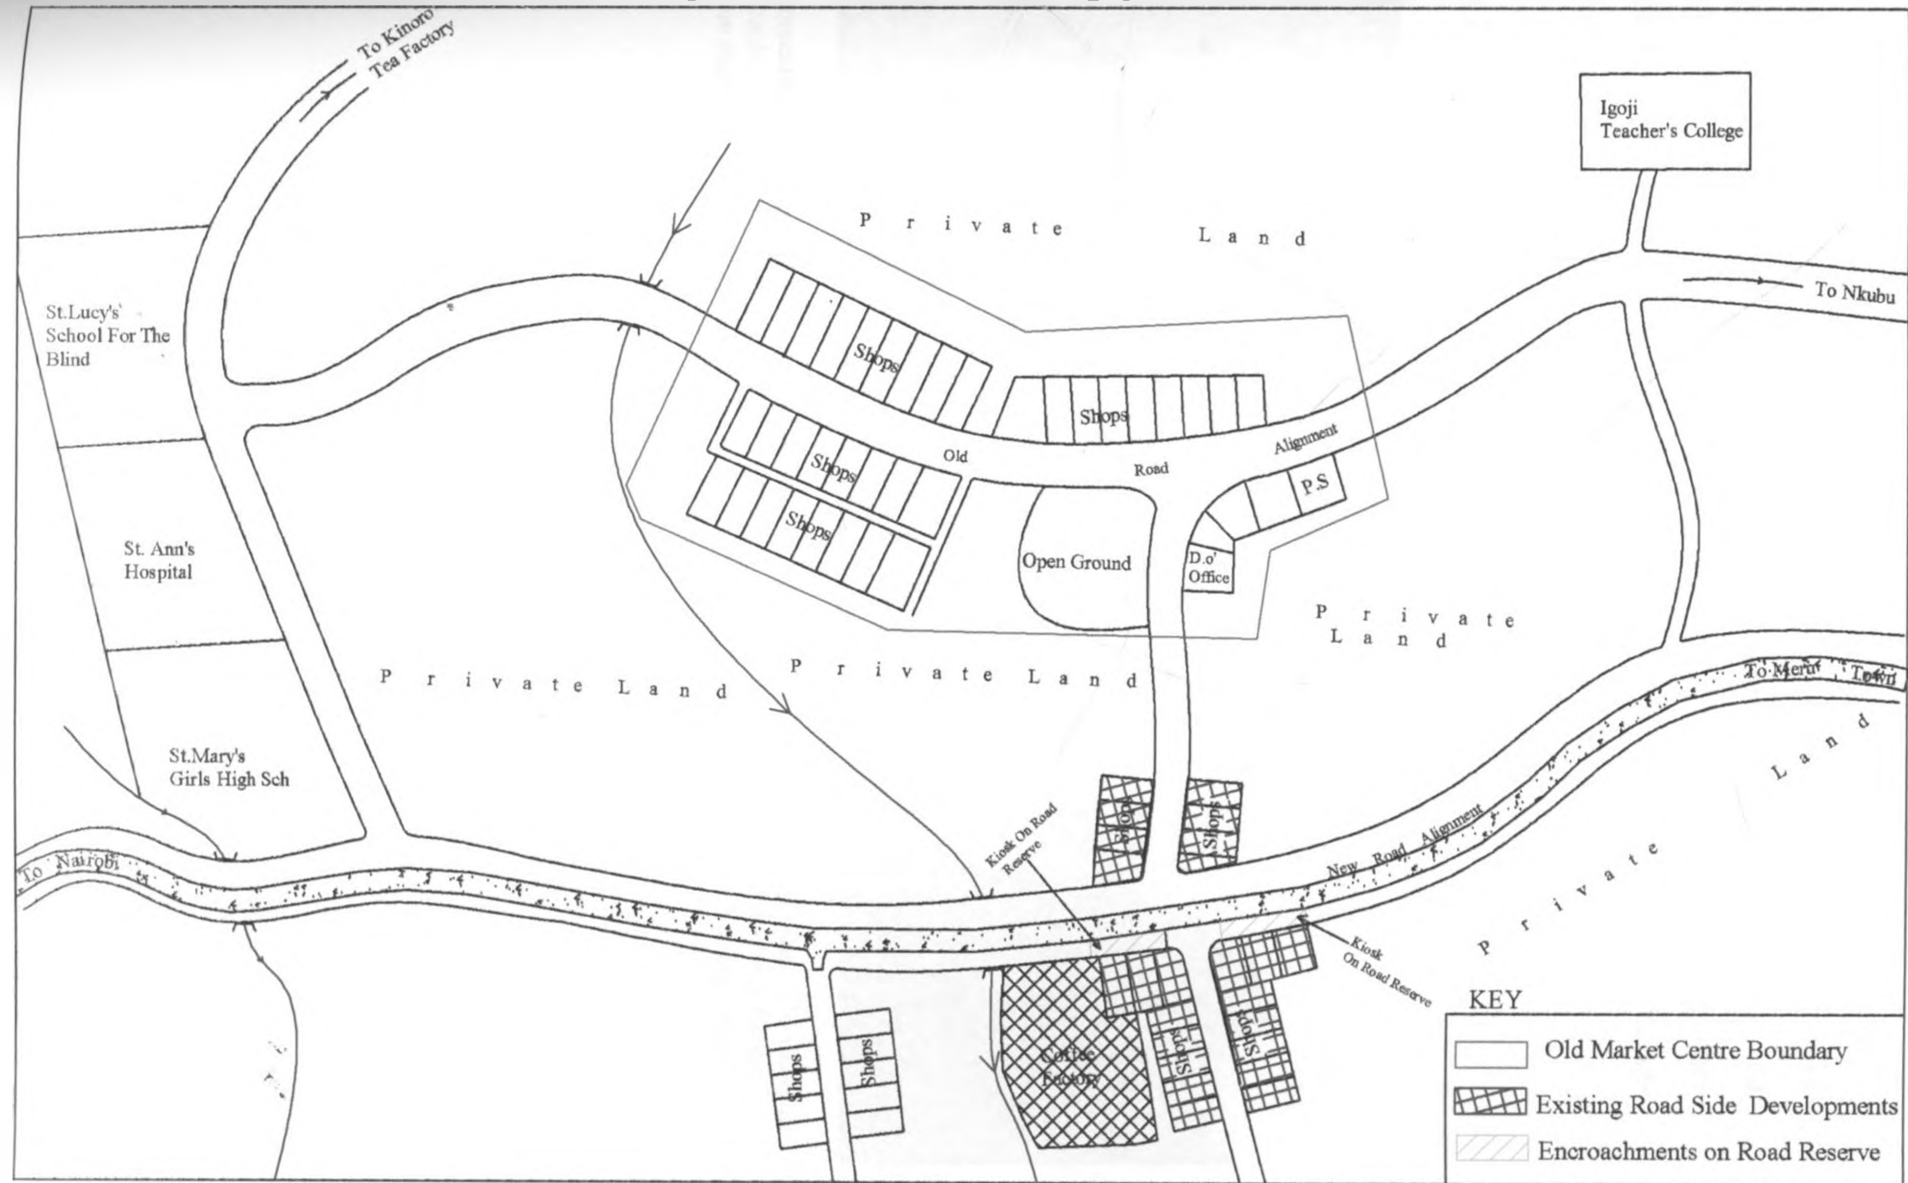 To Kinoro
Tea Factory
Igoji
Teacher's College
P r i v a t e L a n d
To Nkubu
St.Lucy's
School For The
Blind
Shops
Shops
Old Road Alignment
Shops
P.S
Shops
St. Ann's
Hospital
Open Ground
D.o'
Office
P r i v a t e
L a n d
P r i v a t e L a n d
P r i v a t e L a n d
To Meru Town
St.Mary's
Girls High Sch
Shops
Shops
Kiosk On Road
Reserve
New Road Alignment
To Nairobi
P r i v a t e L a n d
Kiosk
On Road Reserve
Shops
Shops
Coffee
Factory
Shops
Shops
KEY
Old Market Centre Boundary
Existing Road Side Developments
Encroachments on Road Reserve